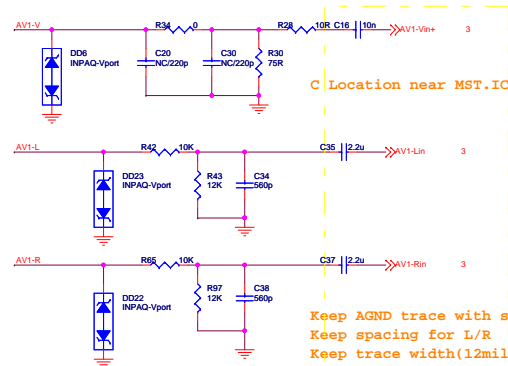 AV1-V R34 0 R28 10R C16 10n AV1-Vin+ 3
DD6 C20 C30 R30
INPAQ-Vport NC/220p NC/220p 75R
C Location near MST.IC
AV1-L R42 10K C35 2.2u AV1-Lin 3
DD23 R43 C34
INPAQ-Vport 12K 560p
AV1-R R65 10K C37 2.2u AV1-Rin 3
DD22 R97 C38
INPAQ-Vport 12K 560p
Keep AGND trace with s
Keep spacing for L/R
Keep trace width(12mil